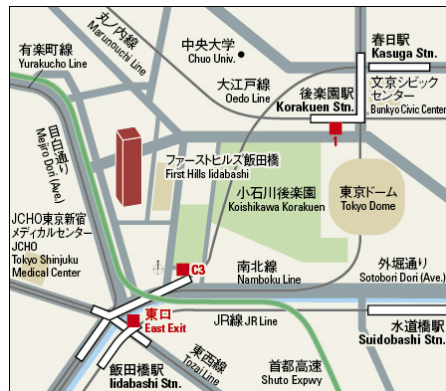 有楽町線
Yurakucho Line
丸ノ内線
Marunouchi Line
中央大学
Chuo Univ.
春日駅
Kasuga Stn.
大江戸線
Oedo Line
後楽園駅
Korakuen Stn.
文京シビック
センター
Bunkyo Civic Center
1
目白通り
Mejiro Dori (Ave.)
ファーストヒルズ飯田橋
First Hills Iidabashi
小石川後楽園
Koishikawa Korakuen
東京ドーム
Tokyo Dome
JCHO東京新宿
メディカルセンター
JCHO
Tokyo Shinjuku
Medical Center
C3
南北線
Namboku Line
外堀通り
Sotobori Dori (Ave.)
東口
East Exit
JR線 JR Line
水道橋駅
Suidobashi Stn.
飯田橋駅
Iidabashi Stn.
東西線
Tozai Line
首都高速
Shuto Expwy